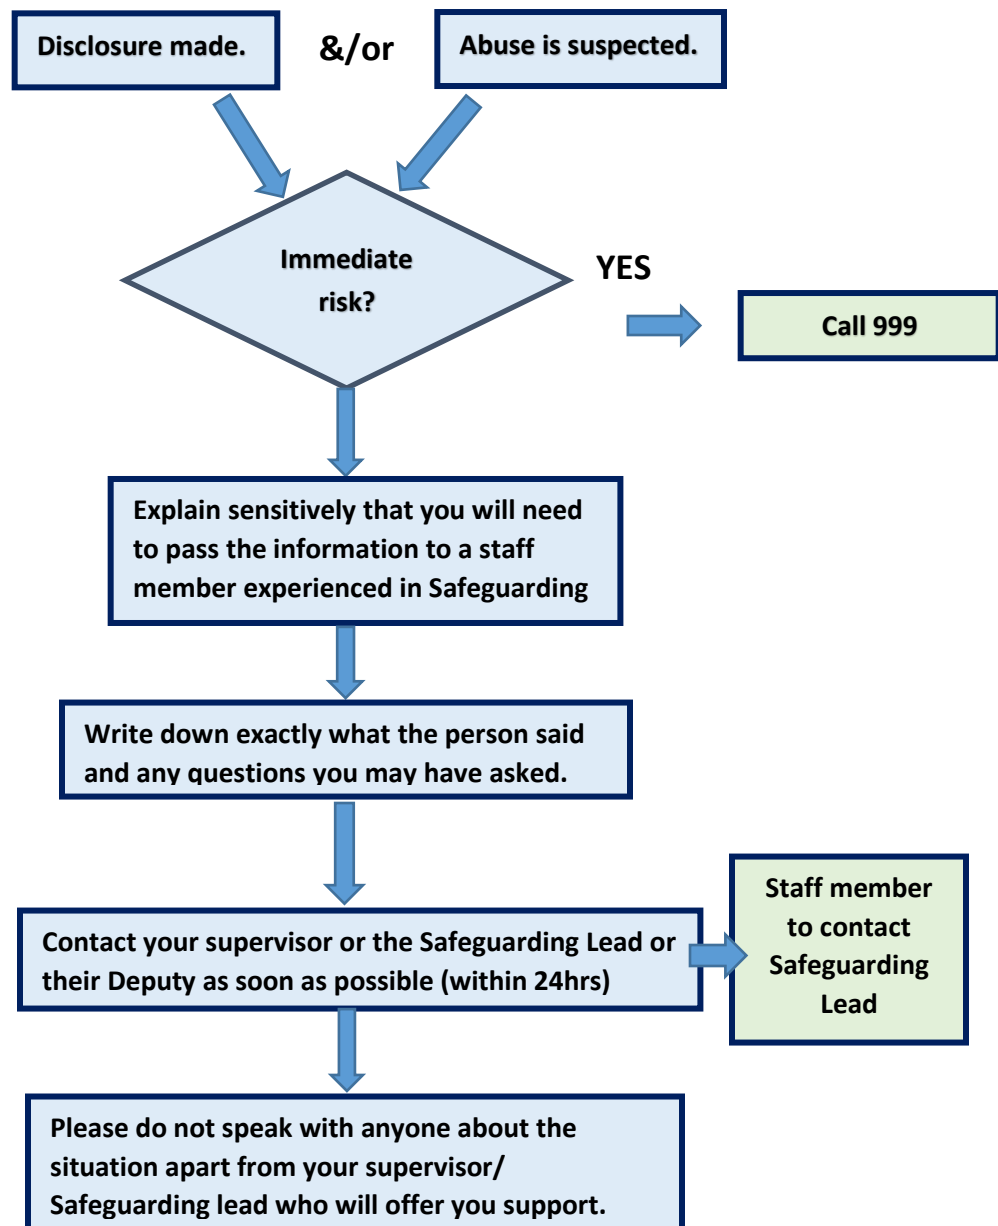 Disclosure made.
&/or
Abuse is suspected.
Immediate
risk?
YES
Call 999
Explain sensitively that you will need
to pass the information to a staff
member experienced in Safeguarding
Write down exactly what the person said
and any questions you may have asked.
Contact your supervisor or the Safeguarding Lead or
their Deputy as soon as possible (within 24hrs)
Staff member
to contact
Safeguarding
Lead
Please do not speak with anyone about the
situation apart from your supervisor/
Safeguarding lead who will offer you support.